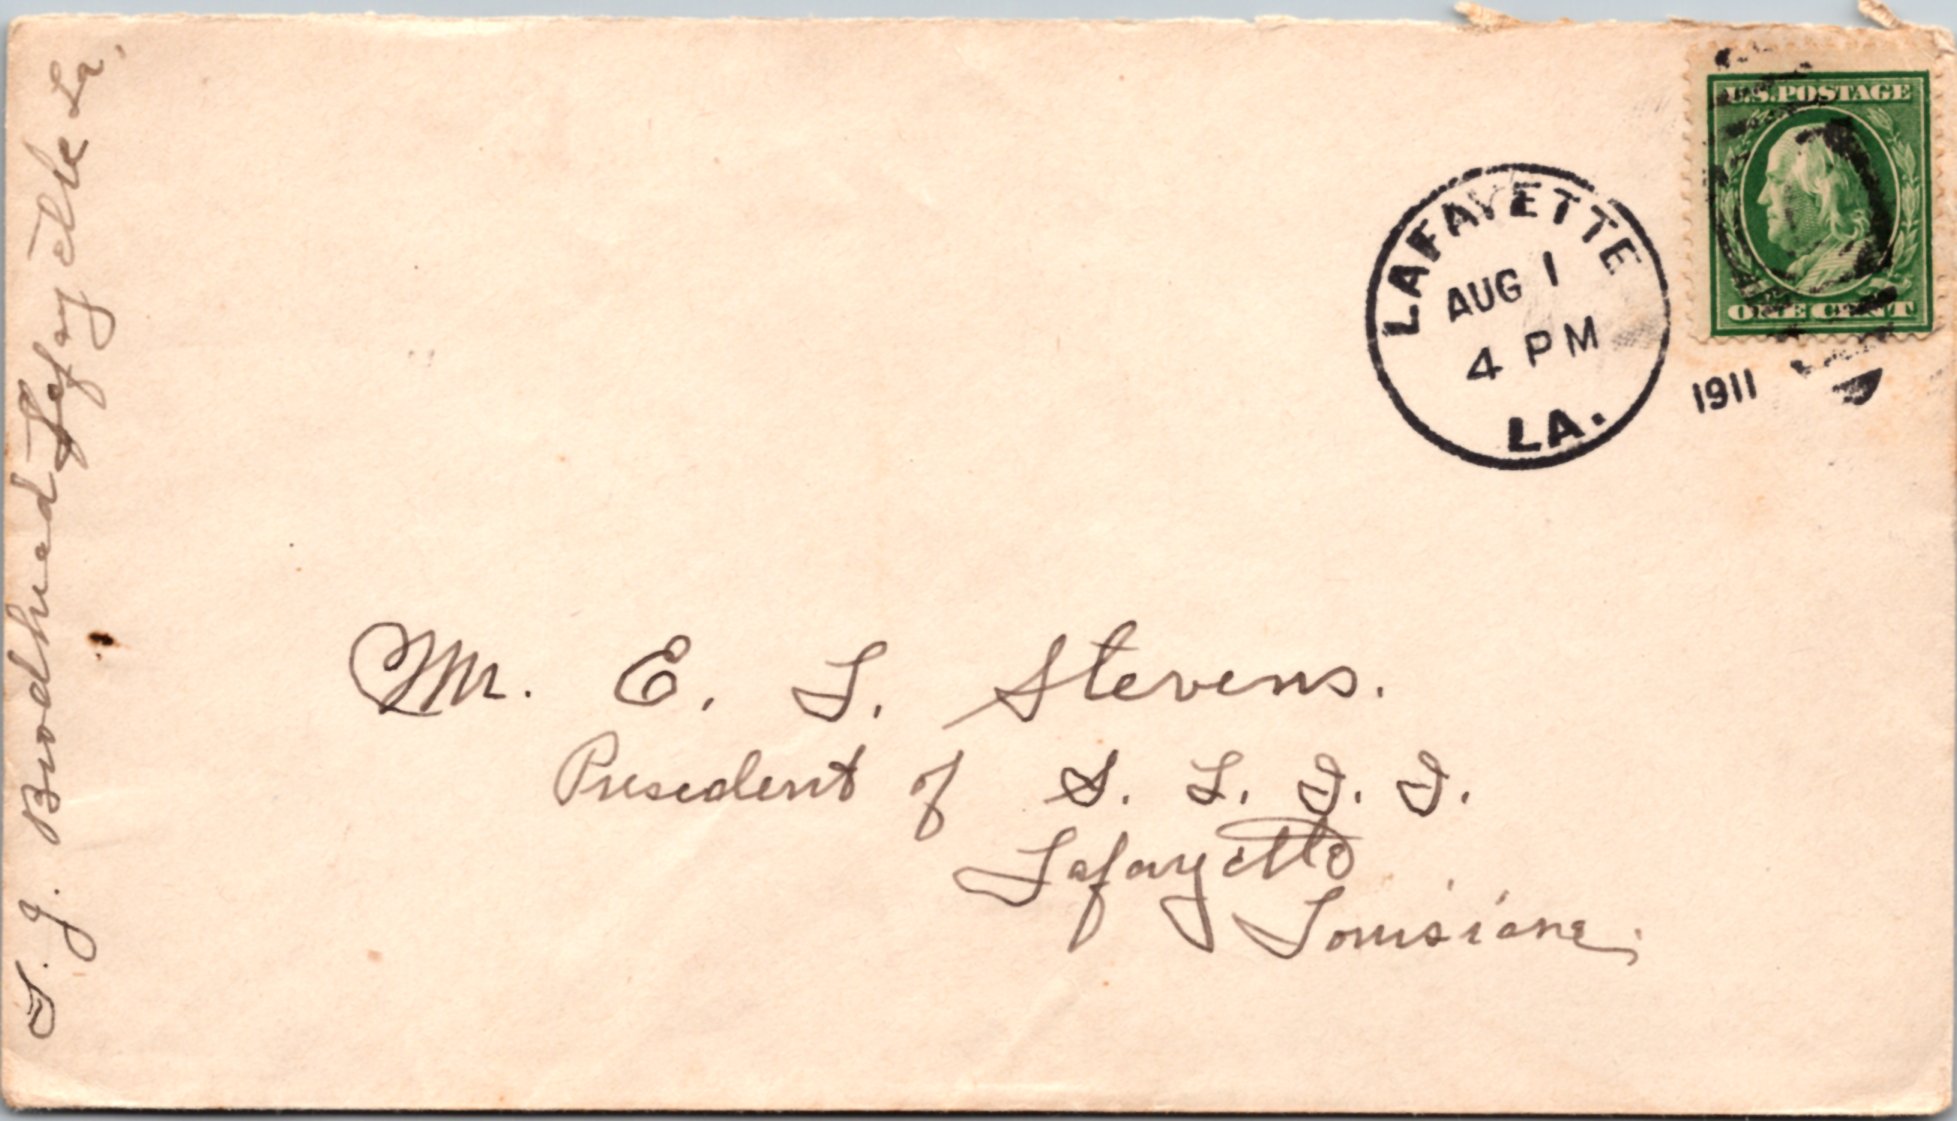 S. J. Brodhead Lafayette La.
U.S. POSTAGE
ONE CENT
LAFAYETTE
AUG 1
4 PM
LA.
1911
Mr. E. L. Stevens.
President of S. L. I. I.
Lafayette
Louisiana.